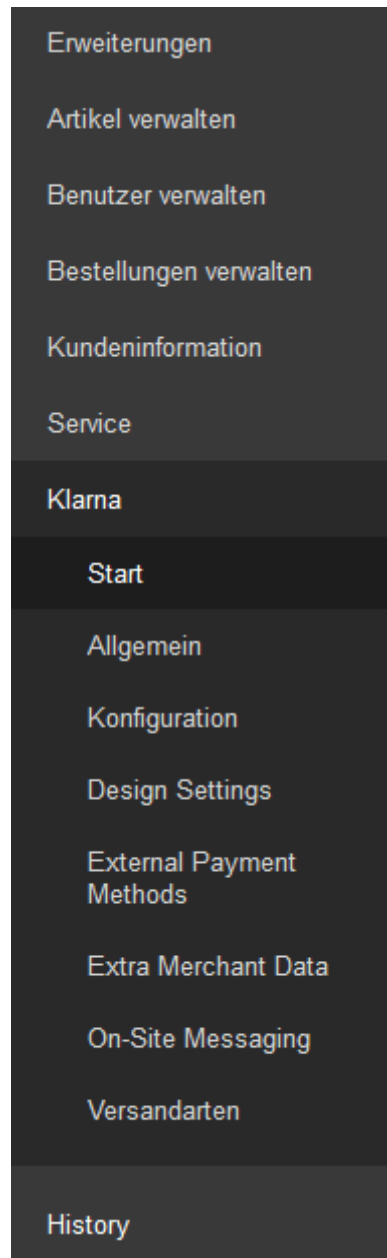 Erweiterungen
Artikel verwalten
Benutzer verwalten
Bestellungen verwalten
Kundeninformation
Service
Klarna
Start
Allgemein
Konfiguration
Design Settings
External Payment
Methods
Extra Merchant Data
On-Site Messaging
Versandarten
History